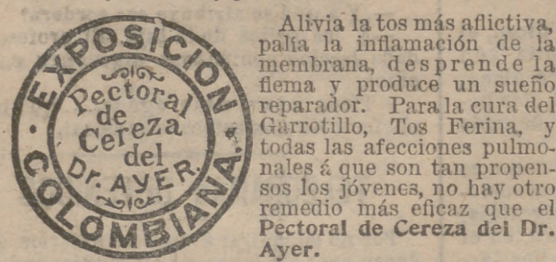 EXPOSICION
COLOMBIANA.
Pectoral
de
Cereza
del
Dr. AYER.
Alivia la tos más aflictiva,
palía la inflamación de la
membrana, desprende la
flema y produce un sueño
reparador. Para la cura del
Garrotillo, Tos Ferina, y
todas las afecciones pulmo-
nales á que son tan propen-
sos los jóvenes, no hay otro
remedio más eficaz que el
Pectoral de Cereza del Dr.
Ayer.